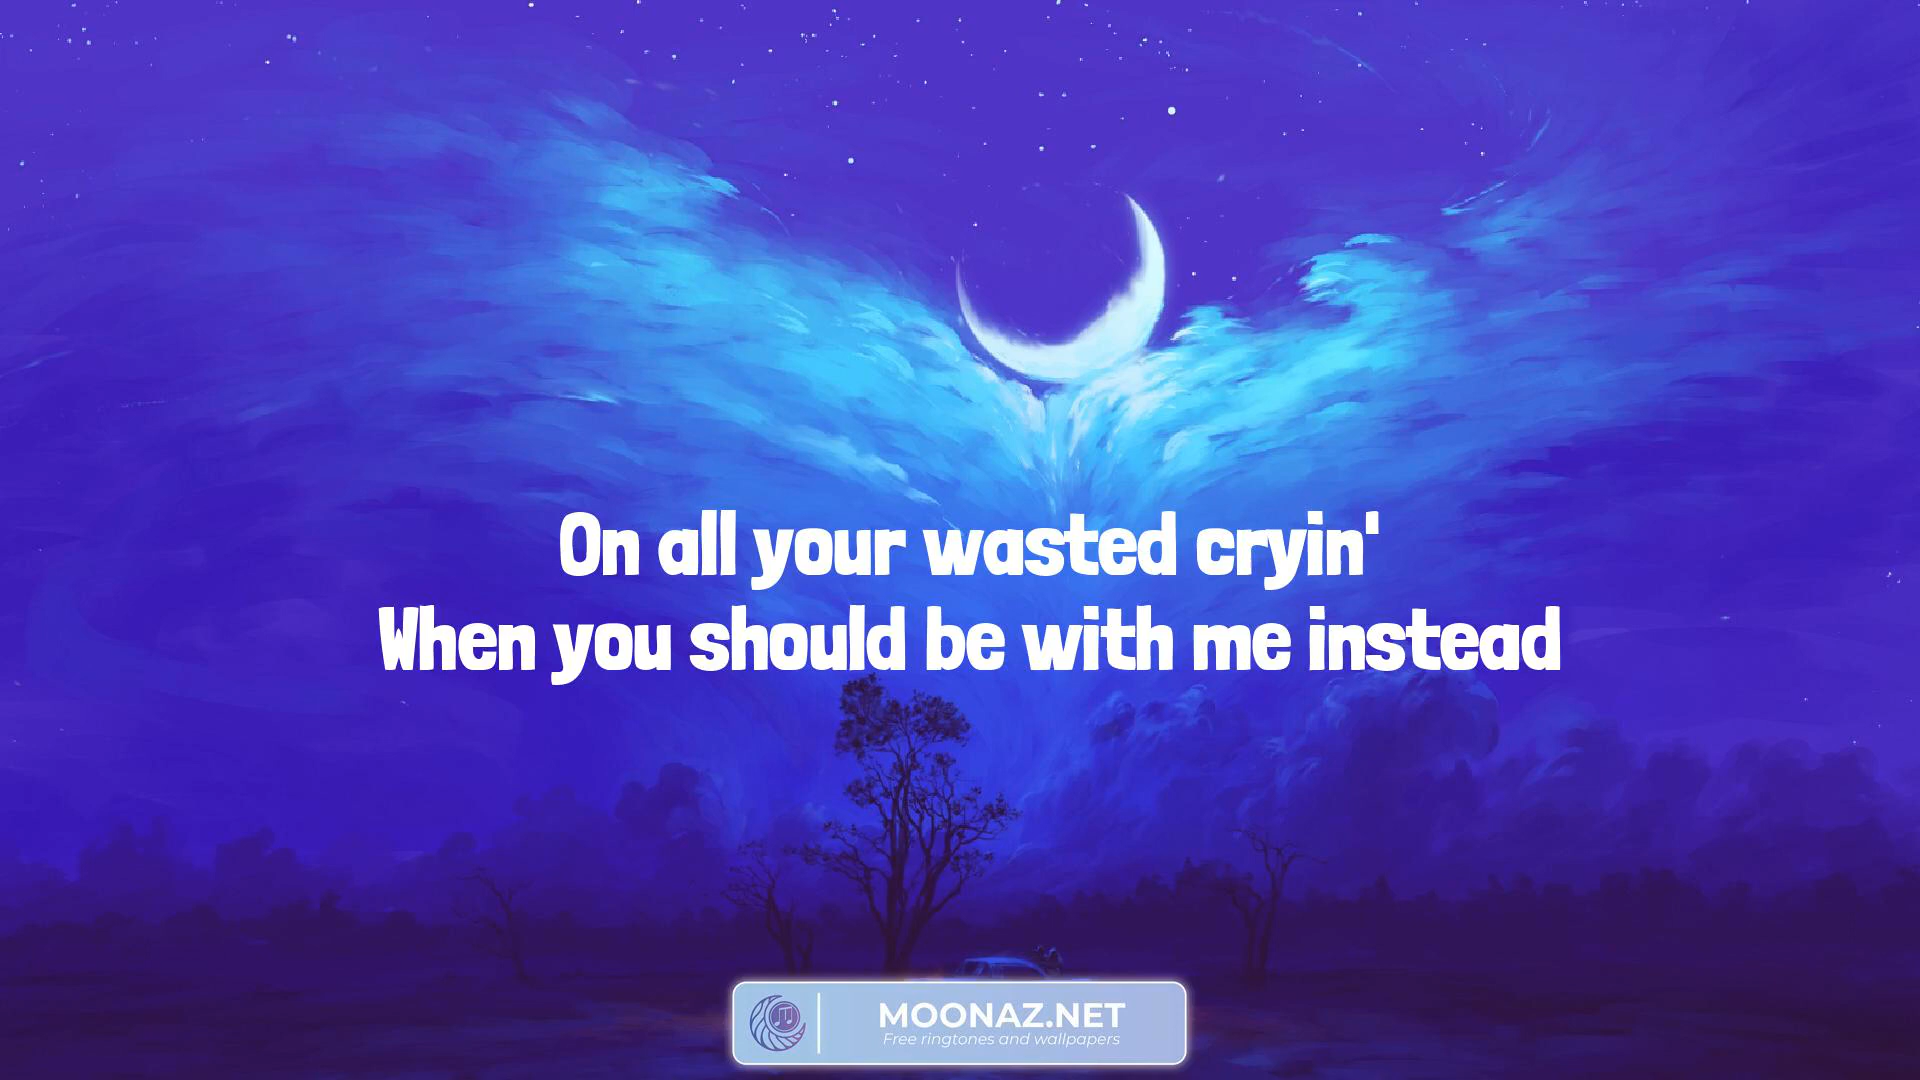 On all your wasted cryin'
When you should be with me instead
MOONAZ.NET
Free ringtones and wallpapers